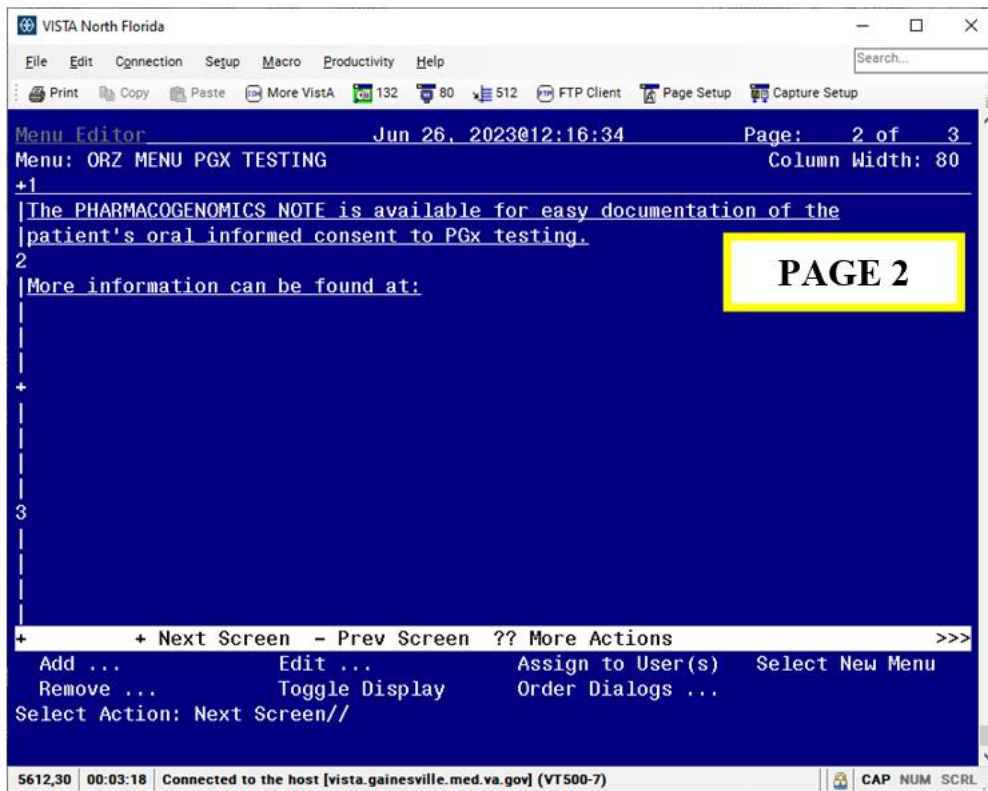 VISTA North Florida
File Edit Connection Setup Macro Productivity Help
Search...
Print Copy Paste More VistA 132 80 512 FTP Client Page Setup Capture Setup
Menu Editor Jun 26, 2023@12:16:34 Page: 2 of 3
Menu: ORZ MENU PGX TESTING Column Width: 80
+1
|The PHARMACOGENOMICS NOTE is available for easy documentation of the
|patient's oral informed consent to PGx testing.
2
PAGE 2
|More information can be found at:
|
|
|
+
|
|
|
|
3
|
|
|
|
+ + Next Screen - Prev Screen ?? More Actions >>>
Add ... Edit ... Assign to User(s) Select New Menu
Remove ... Toggle Display Order Dialogs ...
Select Action: Next Screen//
5612,30 00:03:18 Connected to the host [vista.gainesville.med.va.gov] (VT500-7) CAP NUM SCRL